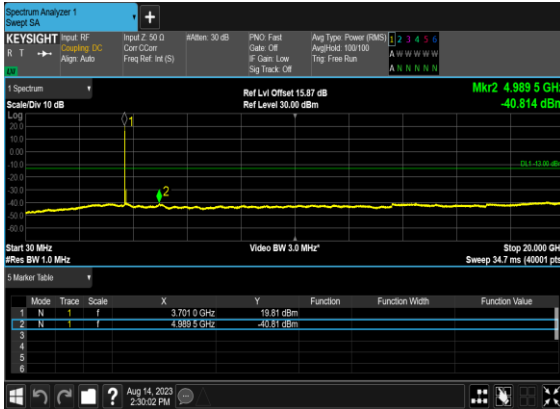 Spectrum Analyzer 1
Swept SA
+
KEYSIGHT Input: RF Input Z: 50 Ω #Atten: 30 dB PNO: Fast Avg Type: Power (RMS) 1 2 3 4 5 6
R T Coupling: DC Corr CCorr Gate: Off Avg|Hold: 100/100 A W W W W W
Align: Auto Freq Ref: Int (S) IF Gain: Low Trig: Free Run
Sig Track: Off A N N N N N
1 Spectrum
Ref Lvl Offset 15.87 dB Mkr2 4.989 5 GHz
Scale/Div 10 dB Ref Level 30.00 dBm -40.814 dBm
Log
20.0
10.0
0.00
-10.0
DL1 -13.00 dBm
-20.0
-30.0
-40.0
-50.0
-60.0
1
2
Start 30 MHz Video BW 3.0 MHz* Stop 20.000 GHz
#Res BW 1.0 MHz Sweep 34.7 ms (40001 pts)
5 Marker Table
Mode Trace Scale X Y Function Function Width Function Value
1 N 1 f 3.701 0 GHz 19.81 dBm
2 N 1 f 4.989 5 GHz -40.81 dBm
3
4
5
6
? Aug 14, 2023
2:30:02 PM